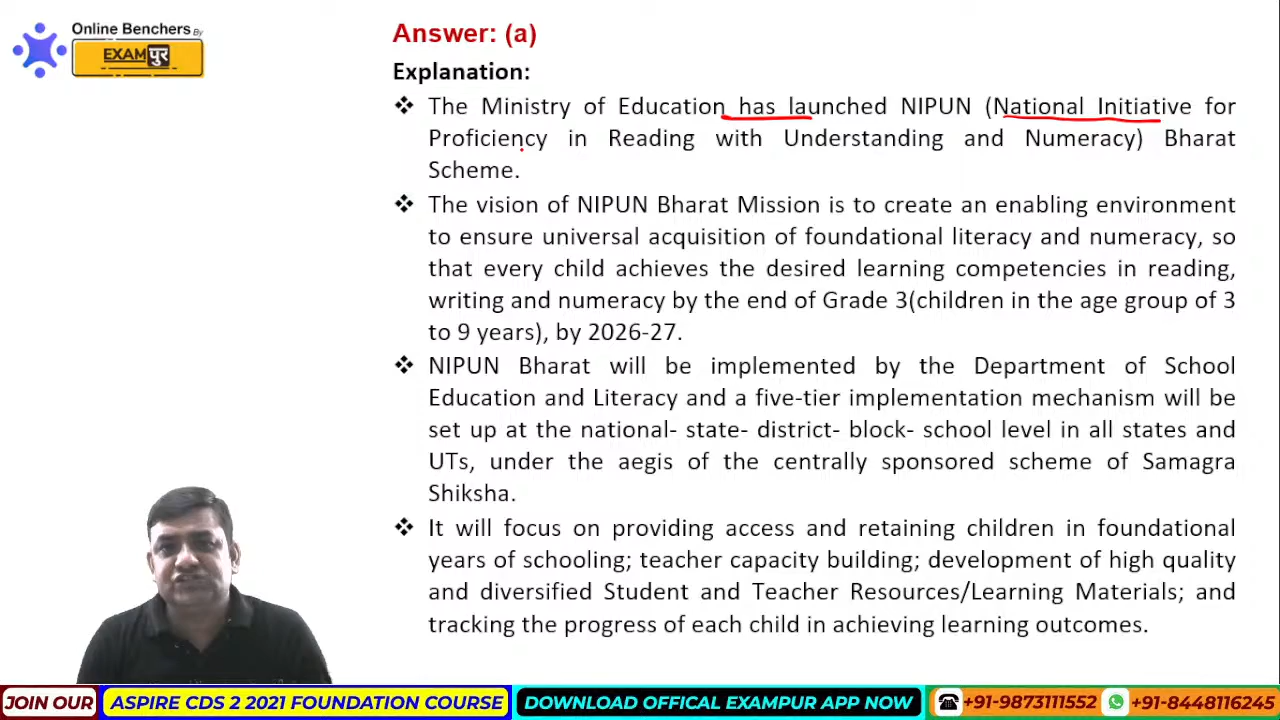 Online Benchers By
EXAMपुर
Answer: (a)
Explanation:
❖ The Ministry of Education has launched NIPUN (National Initiative for
Proficiency in Reading with Understanding and Numeracy) Bharat
Scheme.
❖ The vision of NIPUN Bharat Mission is to create an enabling environment
to ensure universal acquisition of foundational literacy and numeracy, so
that every child achieves the desired learning competencies in reading,
writing and numeracy by the end of Grade 3(children in the age group of 3
to 9 years), by 2026-27.
❖ NIPUN Bharat will be implemented by the Department of School
Education and Literacy and a five-tier implementation mechanism will be
set up at the national- state- district- block- school level in all states and
UTs, under the aegis of the centrally sponsored scheme of Samagra
Shiksha.
❖ It will focus on providing access and retaining children in foundational
years of schooling; teacher capacity building; development of high quality
and diversified Student and Teacher Resources/Learning Materials; and
tracking the progress of each child in achieving learning outcomes.
JOIN OUR ASPIRE CDS 2 2021 FOUNDATION COURSE DOWNLOAD OFFICAL EXAMPUR APP NOW +91-9873111552 +91-8448116245